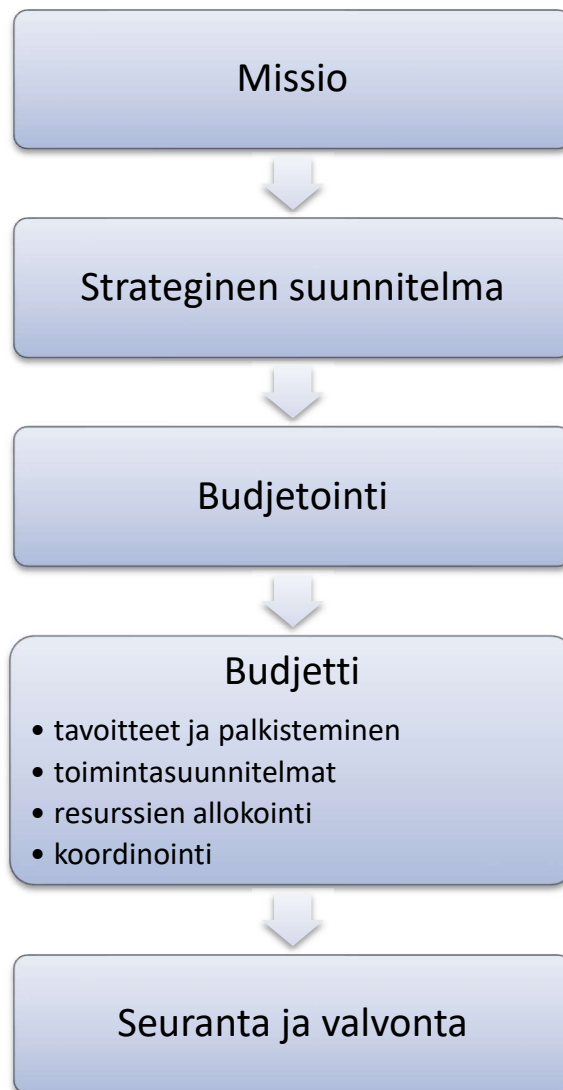 Missio
Strateginen suunnitelma
Budjetointi
Budjetti
• tavoitteet ja palkisteminen
• toimintasuunnitelmat
• resurssien allokointi
• koordinointi
Seuranta ja valvonta